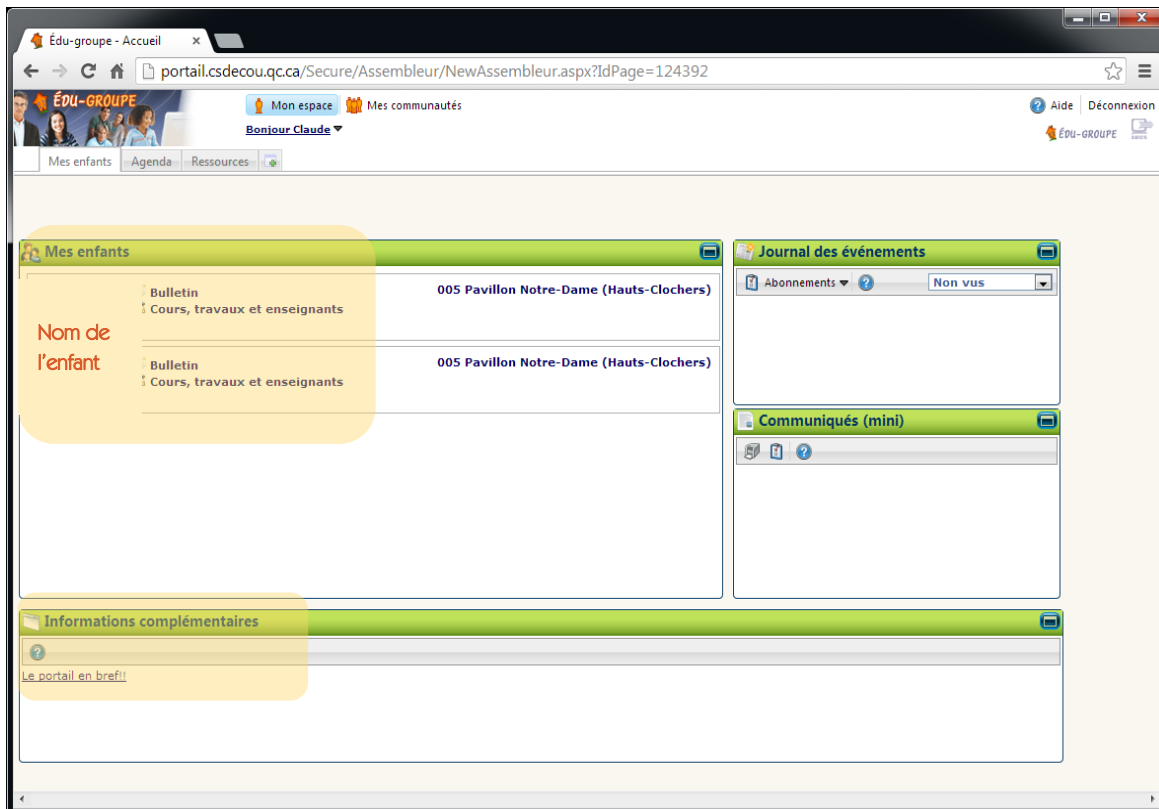 Édu-groupe - Accueil
portail.csdecou.qc.ca/Secure/Assembleur/NewAssembleur.aspx?IdPage=124392
ÉDU-GROUPE
Mon espace Mes communautés
Aide Déconnexion
Bonjour Claude
ÉDU-GROUPE
Mes enfants Agenda Ressources
Mes enfants
Bulletin 005 Pavillon Notre-Dame (Hauts-Clochers)
Cours, travaux et enseignants
Nom de
l'enfant
Bulletin 005 Pavillon Notre-Dame (Hauts-Clochers)
Cours, travaux et enseignants
Journal des événements
Abonnements Non vus
Communiqués (mini)
Informations complémentaires
Le portail en bref!!